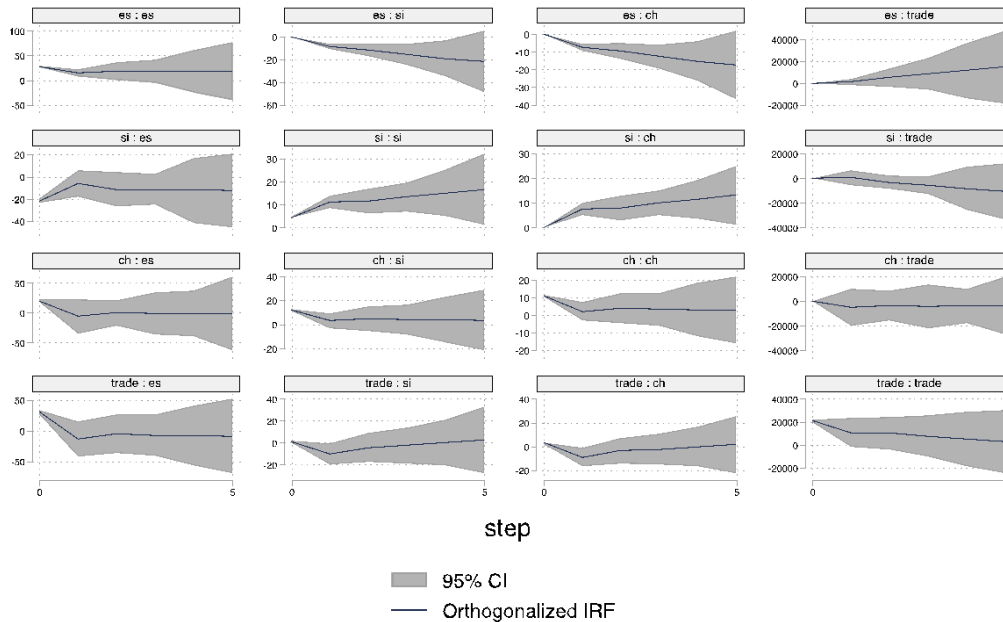 es : es es : si es : ch es : trade
100 50 0 -50
0 -20 -40 -60
0 -10 -20 -30 -40
40000 20000 0 -20000
si : es si : si si : ch si : trade
20 0 -20 -40
30 20 10 0
30 20 10 0
20000 0 -20000 -40000
ch : es ch : si ch : ch ch : trade
50 0 -50
40 20 0 -20
20 10 0 -10 -20
20000 0 -20000 -40000
trade : es trade : si trade : ch trade : trade
50 0 -50
40 20 0 -20
40 20 0 -20
40000 20000 0 -20000
0 5 0 5 0 5 0
step
95% CI
Orthogonalized IRF